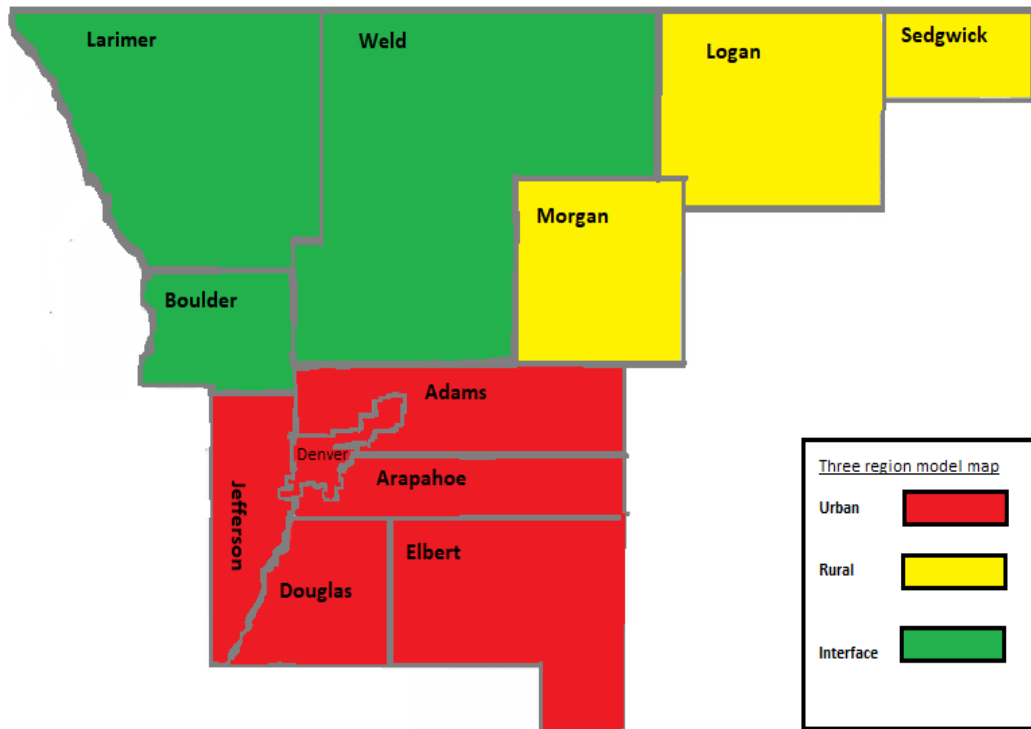 Larimer
Weld
Logan
Sedgwick
Morgan
Boulder
Adams
Denver
Arapahoe
Jefferson
Elbert
Douglas
Three region model map
Urban
Rural
Interface